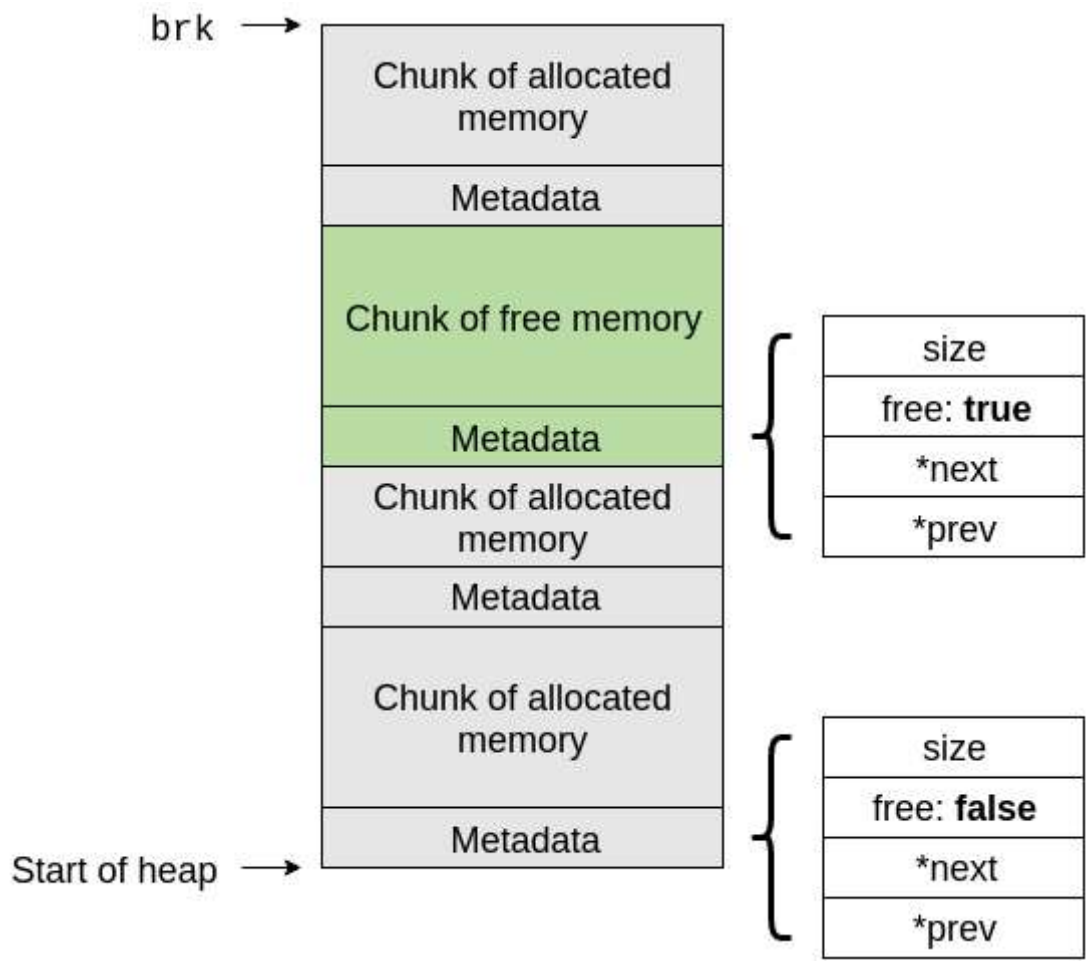 brk
Chunk of allocated
memory
Metadata
Chunk of free memory
Metadata
Chunk of allocated
memory
Metadata
Chunk of allocated
memory
Metadata
Start of heap
size
free: true
*next
*prev
size
free: false
*next
*prev